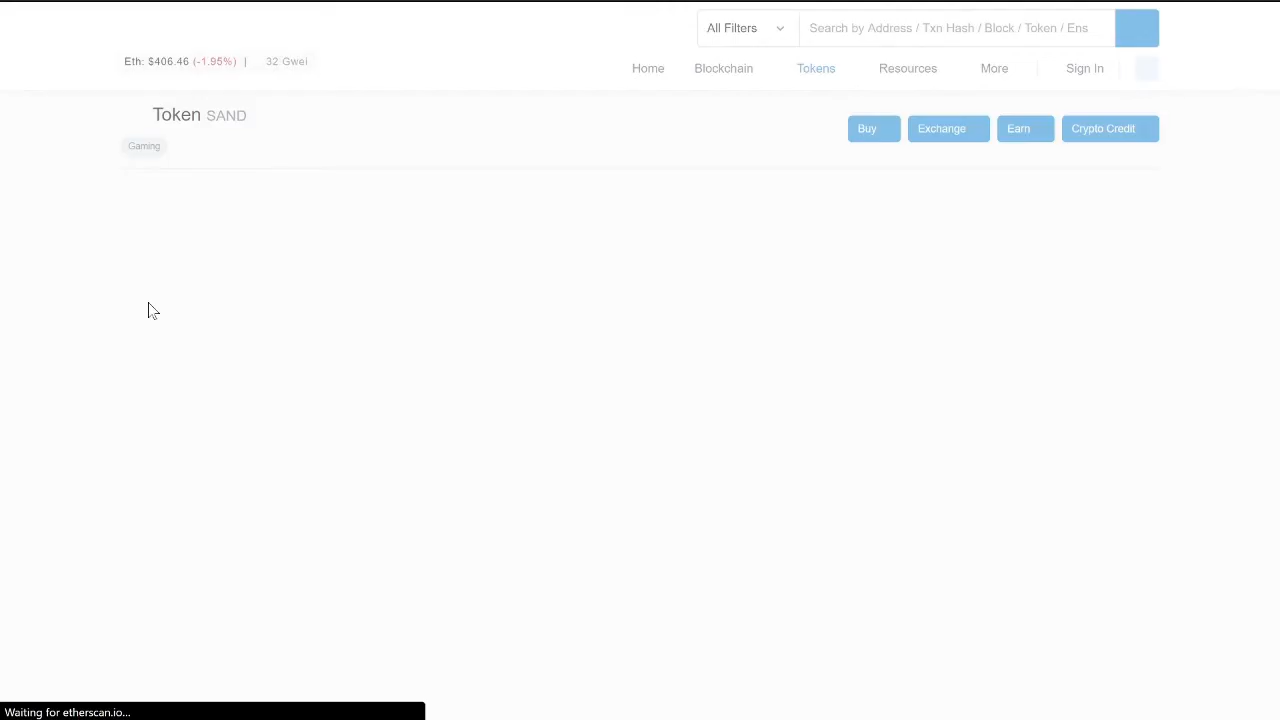 All Filters Search by Address / Txn Hash / Block / Token / Ens
Eth: $406.46 (-1.95%) | 32 Gwei
Home Blockchain Tokens Resources More Sign In
Token SAND
Buy Exchange Earn Crypto Credit
Gaming
Waiting for etherscan.io...